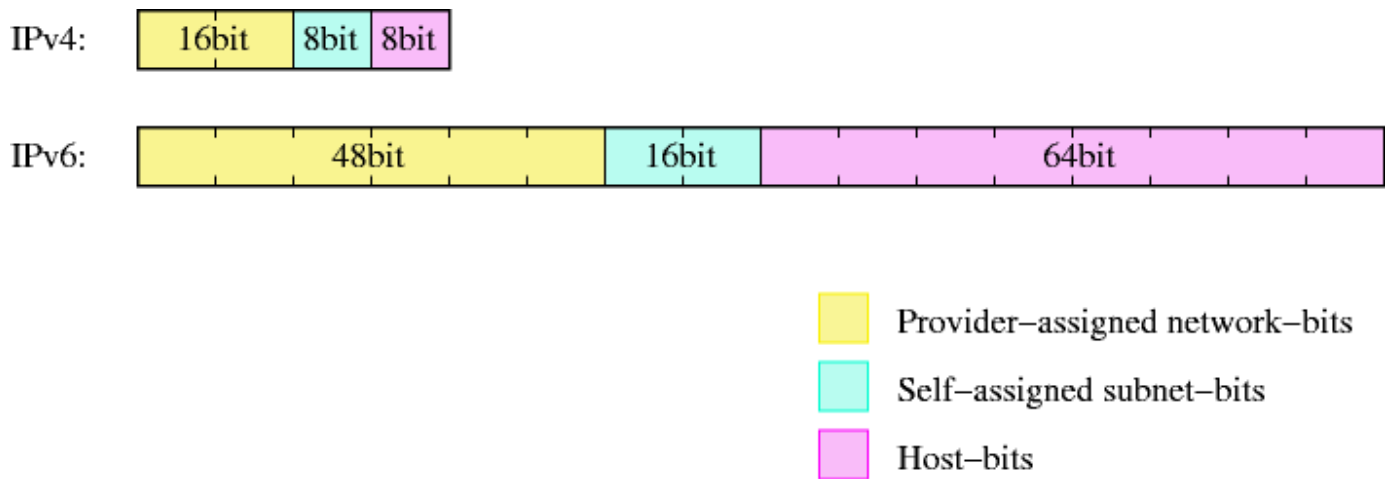 IPv4: 16bit 8bit 8bit
IPv6: 48bit 16bit 64bit
Provider–assigned network–bits
Self–assigned subnet–bits
Host–bits